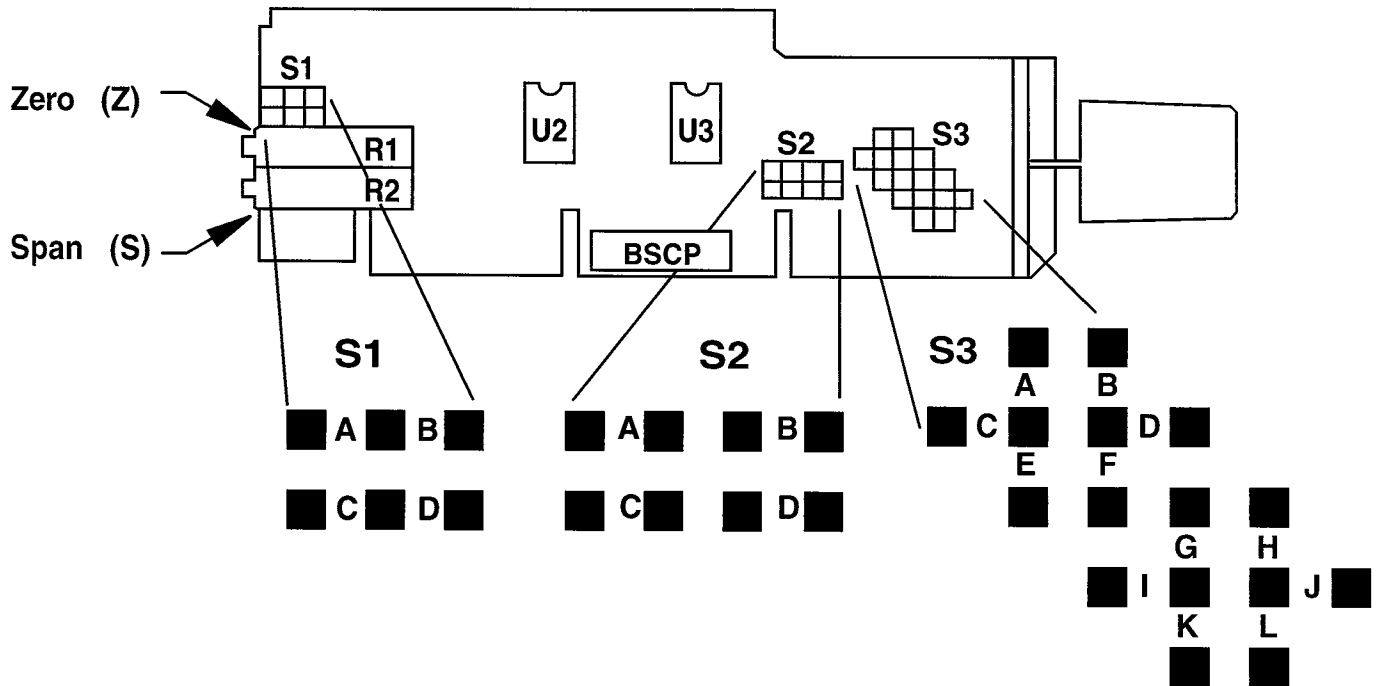 S1
Zero (Z)
R1
R2
Span (S)
U2
U3
S2
S3
BSCP
S1
A B
C D
S2
A B
C D
S3
A B
C D
E F
G H
I J
K L